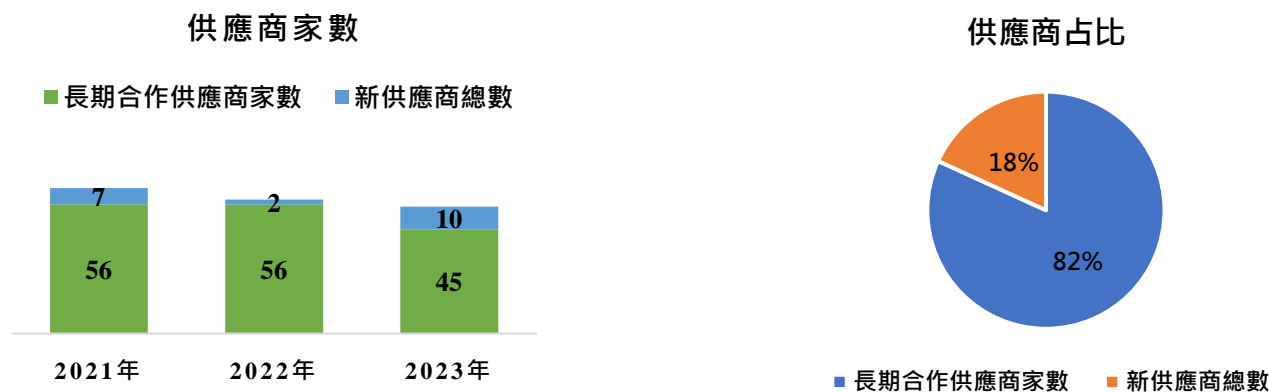 供應商家數
長期合作供應商家數 新供應商總數
7
2
10
56
56
45
2021年 2022年 2023年
供應商占比
18%
82%
長期合作供應商家數 新供應商總數